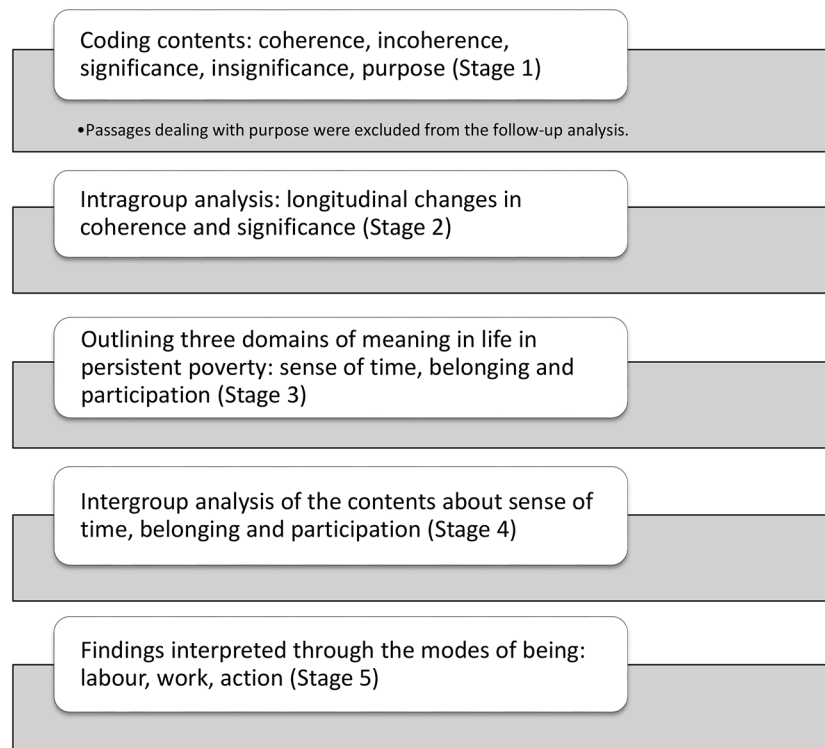 Coding contents: coherence, incoherence,
significance, insignificance, purpose (Stage 1)
•Passages dealing with purpose were excluded from the follow-up analysis.
Intragroup analysis: longitudinal changes in
coherence and significance (Stage 2)
Outlining three domains of meaning in life in
persistent poverty: sense of time, belonging and
participation (Stage 3)
Intergroup analysis of the contents about sense of
time, belonging and participation (Stage 4)
Findings interpreted through the modes of being:
labour, work, action (Stage 5)